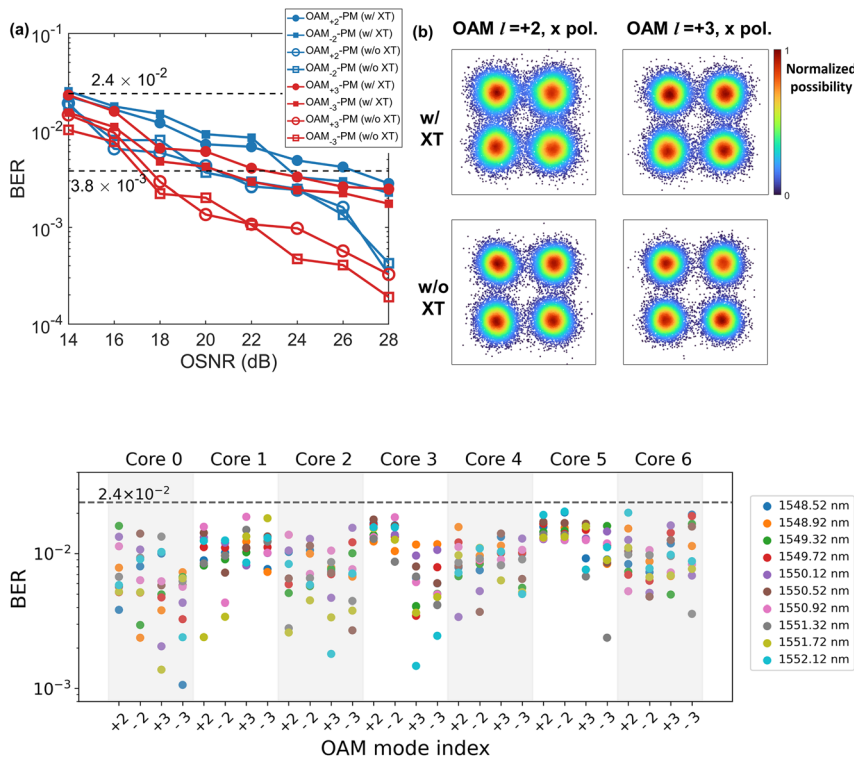 (a)
10⁻¹
10⁻²
10⁻³
10⁻⁴
BER
2.4 × 10⁻²
3.8 × 10⁻³
14 16 18 20 22 24 26 28
OSNR (dB)
OAM₊₂-PM (w/ XT)
OAM₋₂-PM (w/ XT)
OAM₊₂-PM (w/o XT)
OAM₋₂-PM (w/o XT)
OAM₊₃-PM (w/ XT)
OAM₋₃-PM (w/ XT)
OAM₊₃-PM (w/o XT)
OAM₋₃-PM (w/o XT)
(b)
OAM l =+2, x pol.
OAM l =+3, x pol.
w/
XT
w/o
XT
1
Normalized
possibility
0
Core 0 Core 1 Core 2 Core 3 Core 4 Core 5 Core 6
2.4×10⁻²
10⁻²
10⁻³
BER
+2 -2 +3 -3 +2 -2 +3 -3 +2 -2 +3 -3 +2 -2 +3 -3 +2 -2 +3 -3 +2 -2 +3 -3 +2 -2 +3 -3
OAM mode index
1548.52 nm
1548.92 nm
1549.32 nm
1549.72 nm
1550.12 nm
1550.52 nm
1550.92 nm
1551.32 nm
1551.72 nm
1552.12 nm